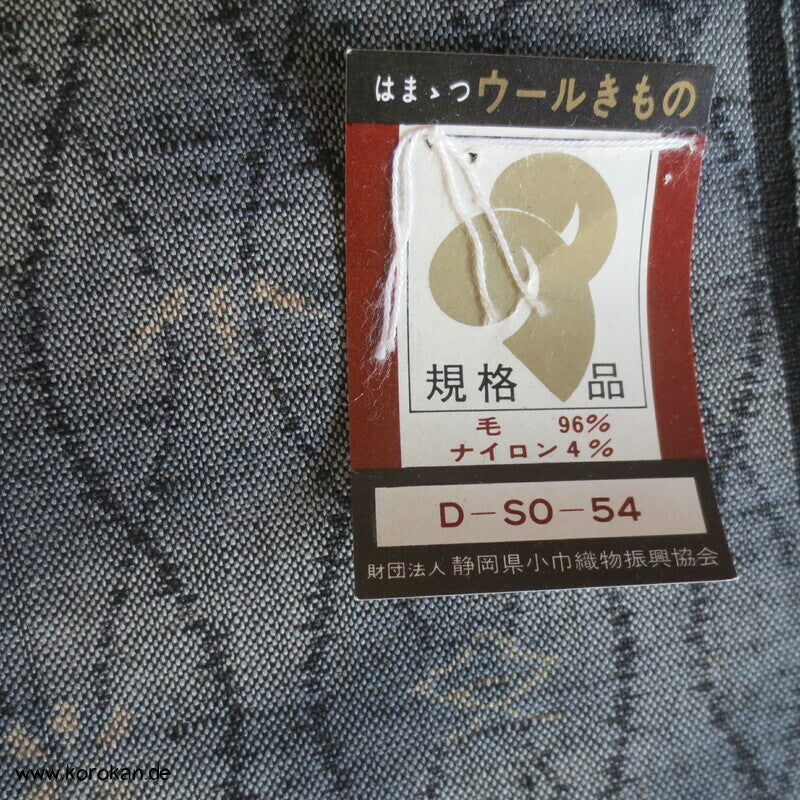 はまゝつウールきもの
規格 品
毛 96%
ナイロン 4%
D-SO-54
財団法人 静岡県小巾織物振興協会
www.korokan.de